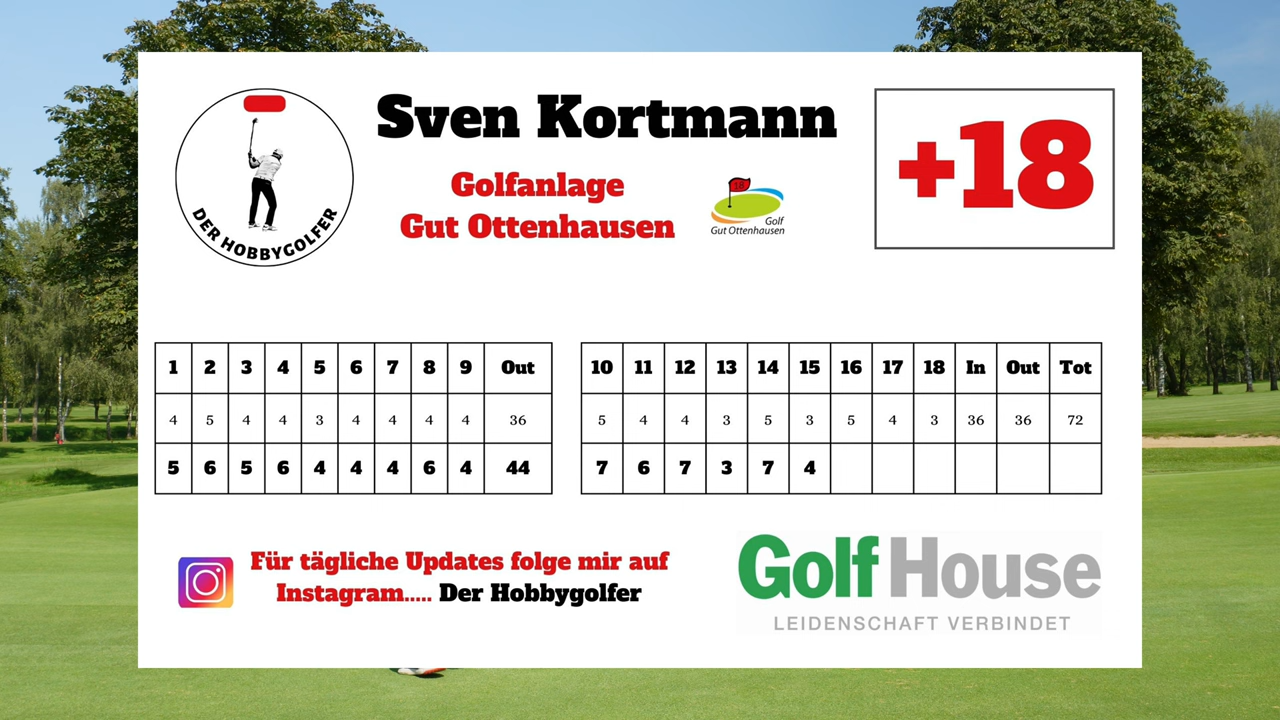 Sven Kortmann
+18
DER HOBBYGOLFER
Golfanlage
Gut Ottenhausen
18
Golf
Gut Ottenhausen
1 2 3 4 5 6 7 8 9 Out
4 5 4 4 3 4 4 4 4 36
5 6 5 6 4 4 4 6 4 44
10 11 12 13 14 15 16 17 18 In Out Tot
5 4 4 3 5 3 5 4 3 36 36 72
7 6 7 3 7 4
Für tägliche Updates folge mir auf
Instagram..... Der Hobbygolfer
Golf House
LEIDENSCHAFT VERBINDET